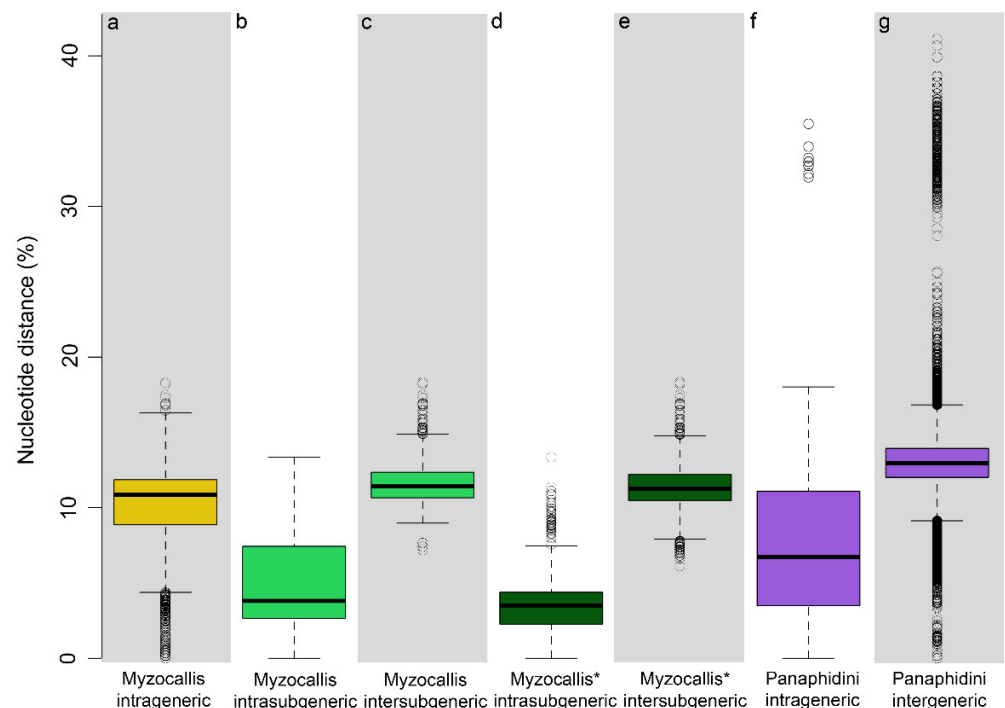 a b c d e f g
40
30
20
10
0
Nucleotide distance (%)
Myzocallis
intrageneric
Myzocallis
intrasubgeneric
Myzocallis
intersubgeneric
Myzocallis*
intrasubgeneric
Myzocallis*
intersubgeneric
Panaphidini
intrageneric
Panaphidini
intergeneric